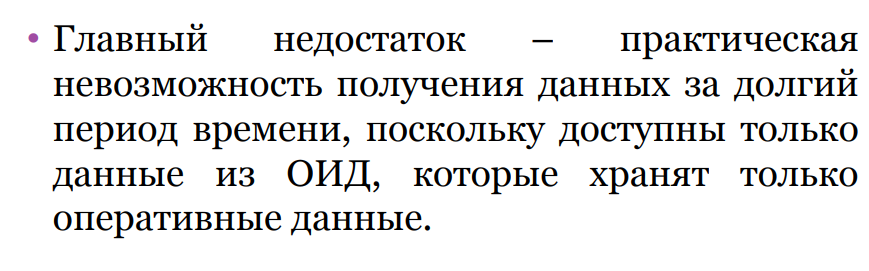 • Главный недостаток – практическая
невозможность получения данных за долгий
период времени, поскольку доступны только
данные из ОИД, которые хранят только
оперативные данные.